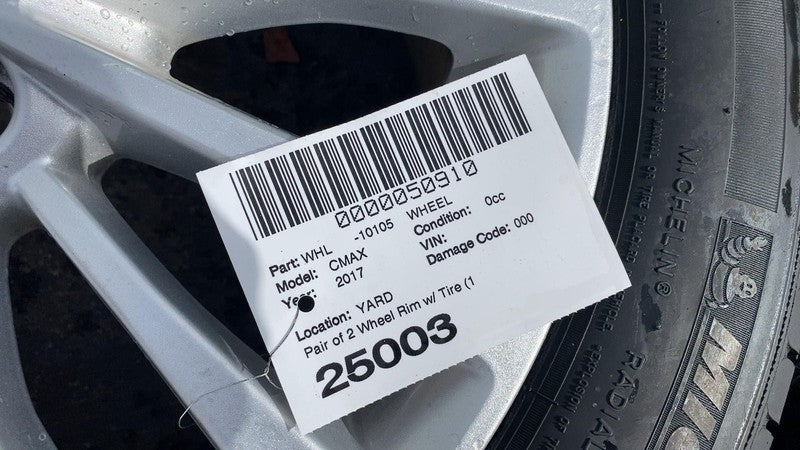 0000050910
Part: WHL -10105 WHEEL
Model: CMAX Condition: 0cc
Year: 2017 VIN:
Damage Code: 000
Location: YARD
Pair of 2 Wheel Rim w/ Tire (1
25003
MICHELIN®
RADIAL
MIC